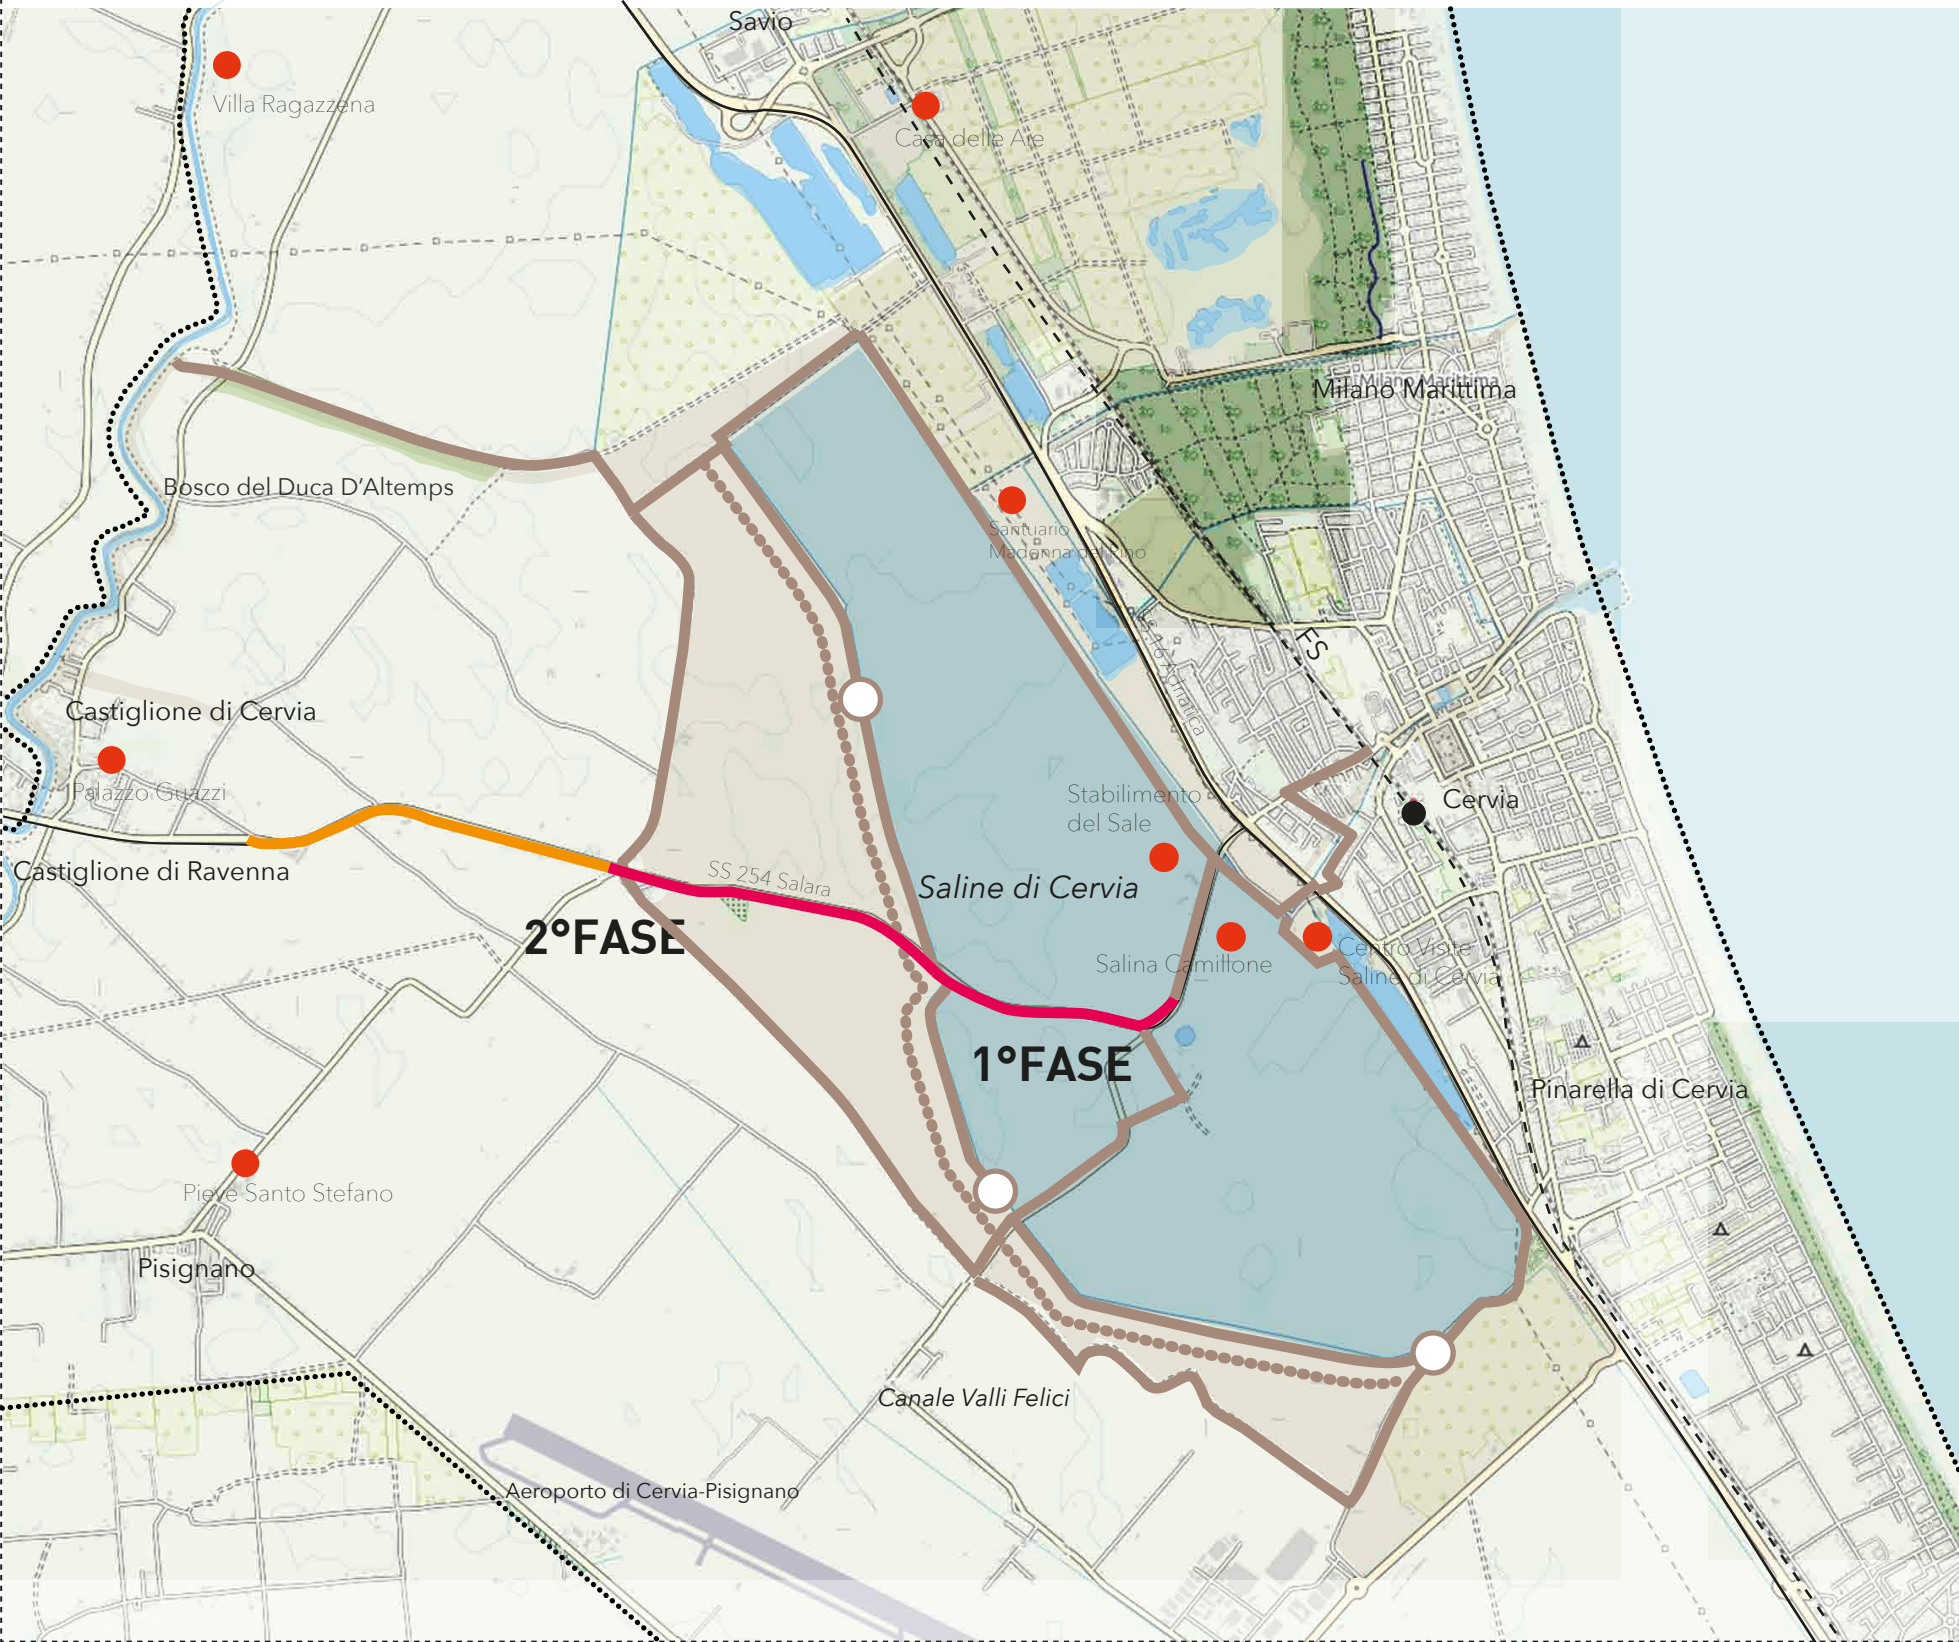 Savio
Villa Ragazzena
Casa delle Aie
Milano Marittima
Bosco del Duca D'Altemps
Santuario
Madonna del Pino
FS
Castiglione di Cervia
Palazzo Guazzi
Stabilimento
del Sale
Cervia
Castiglione di Ravenna
SS 254 Salara
Saline di Cervia
2°FASE
Salina Camillone
Centro Visite
Saline di Cervia
1°FASE
Pinarella di Cervia
Pieve Santo Stefano
Pisignano
Canale Valli Felici
Aeroporto di Cervia-Pisignano